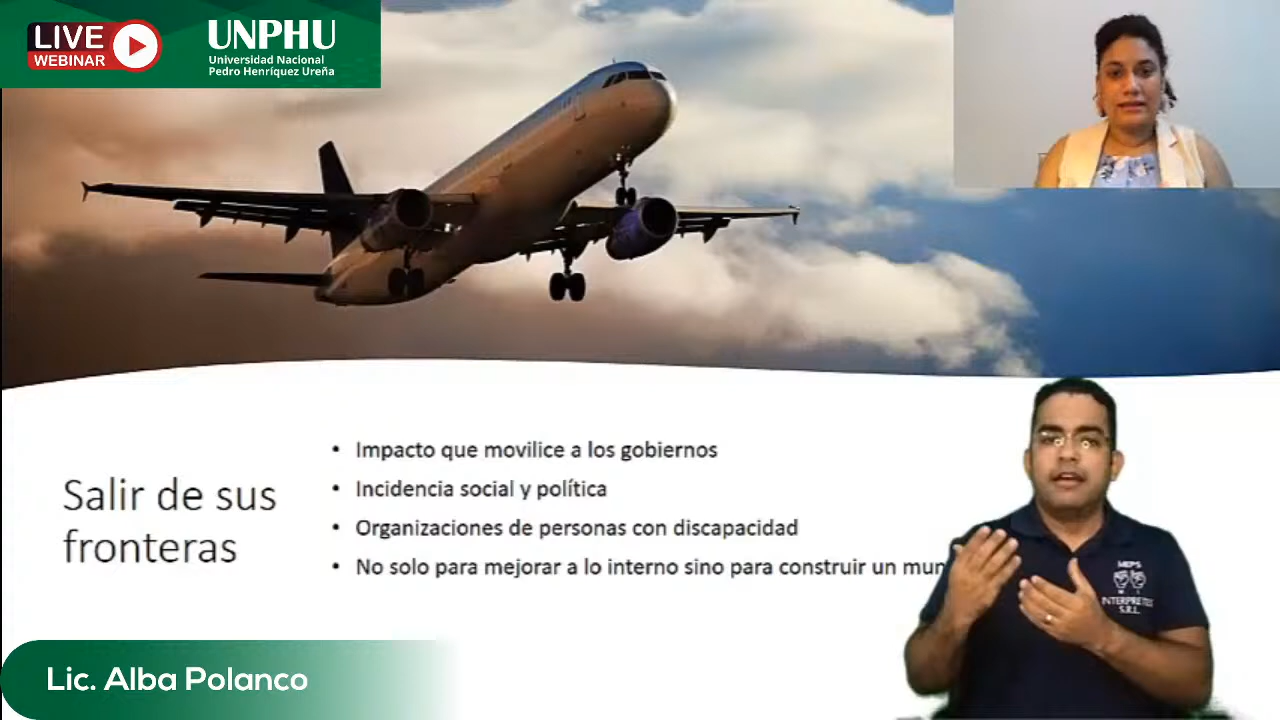 LIVE
WEBINAR
UNPHU
Universidad Nacional
Pedro Henríquez Ureña
Salir de sus
fronteras
• Impacto que movilice a los gobiernos
• Incidencia social y política
• Organizaciones de personas con discapacidad
• No solo para mejorar a lo interno sino para construir un
INTERPRETES
S.R.L.
Lic. Alba Polanco